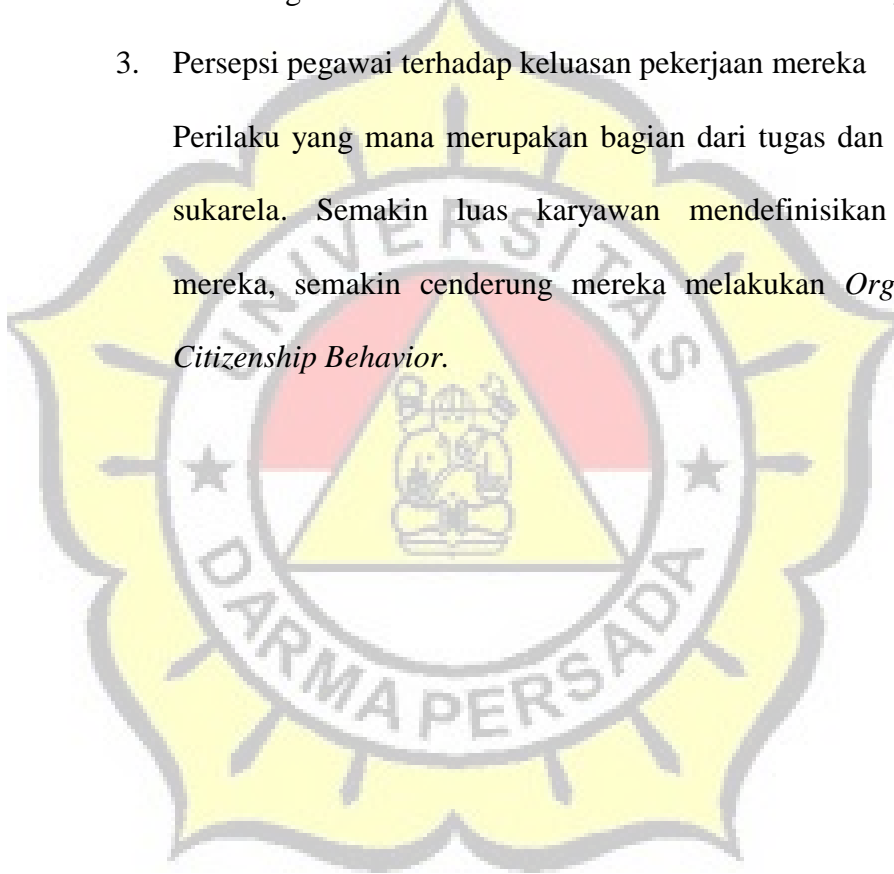 3. Persepsi pegawai terhadap keluasan pekerjaan mereka
Perilaku yang mana merupakan bagian dari tugas dan
sukarela. Semakin luas karyawan mendefinisikan
mereka, semakin cenderung mereka melakukan Org
Citizenship Behavior.
UNIVERSITAS
DARMA PERSADA